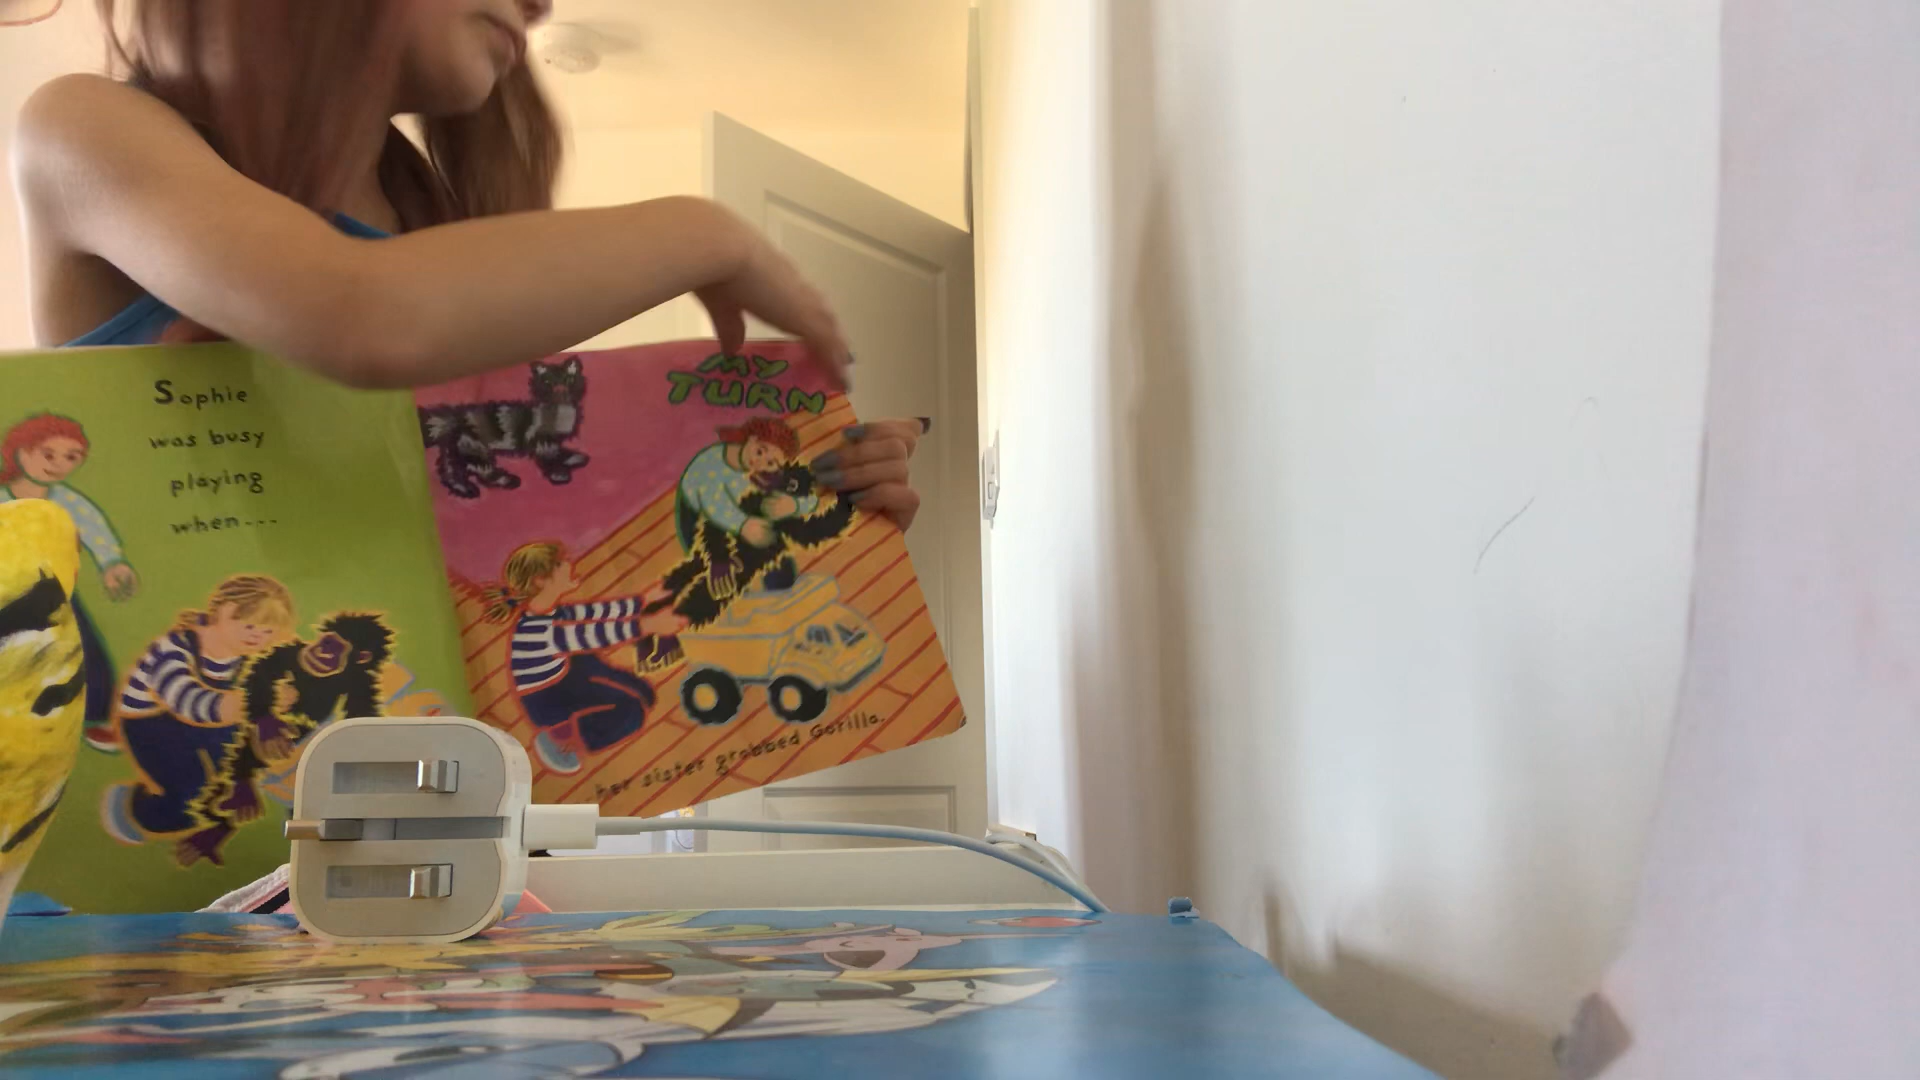 Sophie
was busy
playing
when---
MY
TURN
her sister grabbed Gorilla.